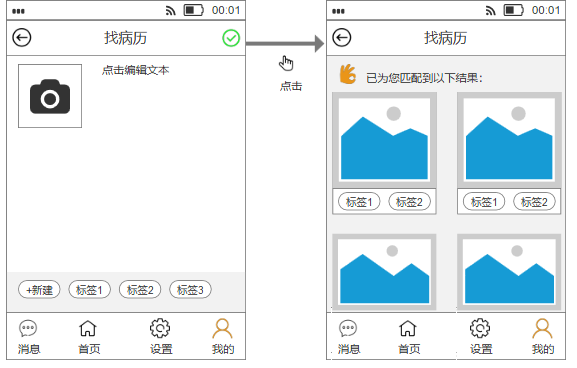 00:01
找病历
点击编辑文本
+新建 标签1 标签2 标签3
消息 首页 设置 我的
点击
00:01
找病历
已为您匹配到以下结果：
标签1 标签2 标签1 标签2
消息 首页 设置 我的